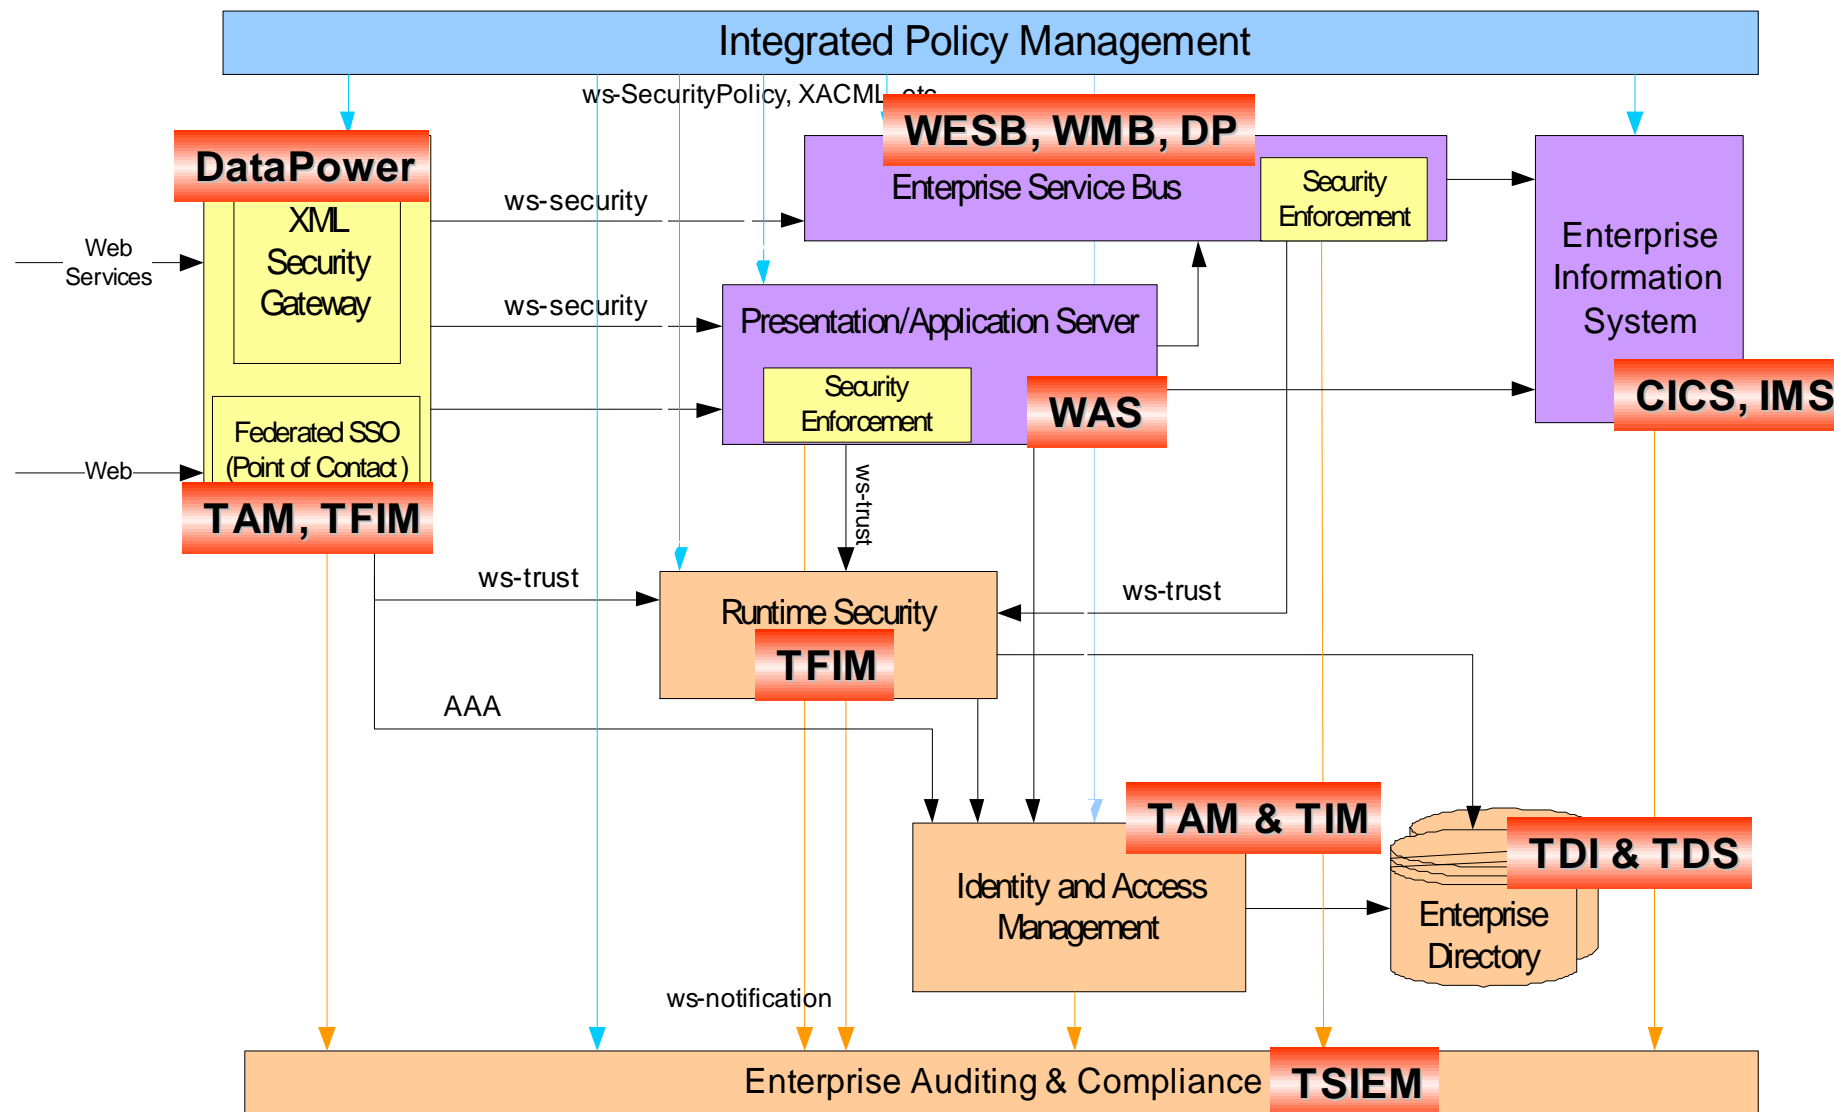 Integrated Policy Management
ws-SecurityPolicy, XACML, etc
WESB, WMB, DP
DataPower
Enterprise Service Bus
Security
Enforcement
XML
Security
Gateway
ws-security
Web
Services
Enterprise
Information
System
ws-security
Presentation/Application Server
Security
Enforcement
WAS
CICS, IMS
Federated SSO
(Point of Contact)
Web
TAM, TFIM
ws-trust
ws-trust
ws-trust
Runtime Security
TFIM
AAA
TAM & TIM
TDI & TDS
Identity and Access
Management
Enterprise
Directory
ws-notification
Enterprise Auditing & Compliance
TSIEM